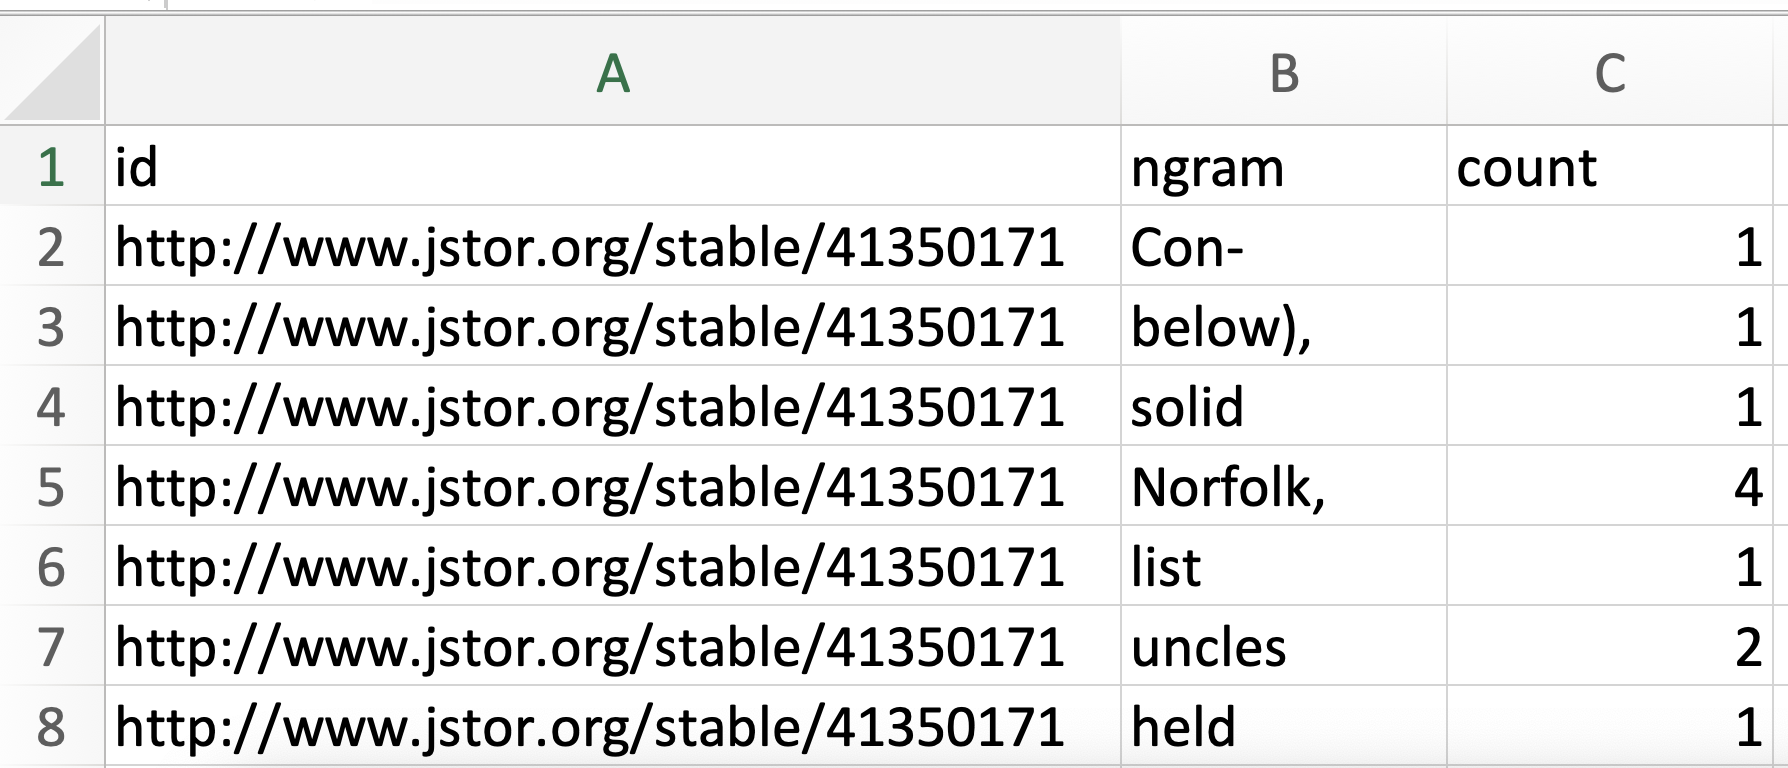 A B C
1 id ngram count
2 http://www.jstor.org/stable/41350171 Con- 1
3 http://www.jstor.org/stable/41350171 below), 1
4 http://www.jstor.org/stable/41350171 solid 1
5 http://www.jstor.org/stable/41350171 Norfolk, 4
6 http://www.jstor.org/stable/41350171 list 1
7 http://www.jstor.org/stable/41350171 uncles 2
8 http://www.jstor.org/stable/41350171 held 1